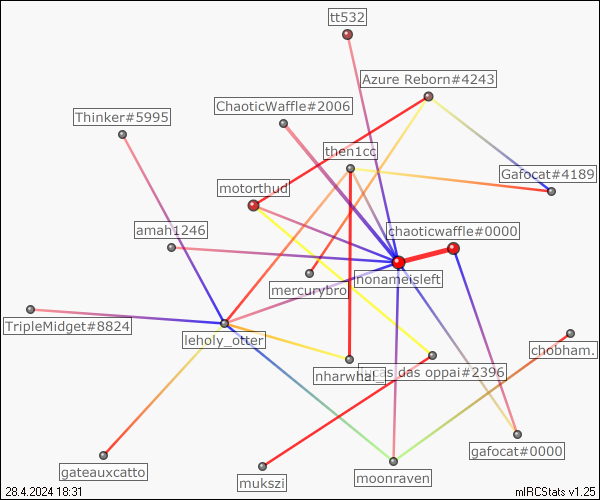 tt532
Azure Reborn#4243
ChaoticWaffle#2006
Thinker#5995
then1cc
Gafocat#4189
motorthud
amah1246
chaoticwaffle#0000
nonameisleft
mercurybro
TripleMidget#8824
leholy_otter
chobham.
nharwhal_
lucas das oppai#2396
gafocat#0000
gateauxcatto
mukszi
moonraven
28.4.2024 18:31
mIRCStats v1.25